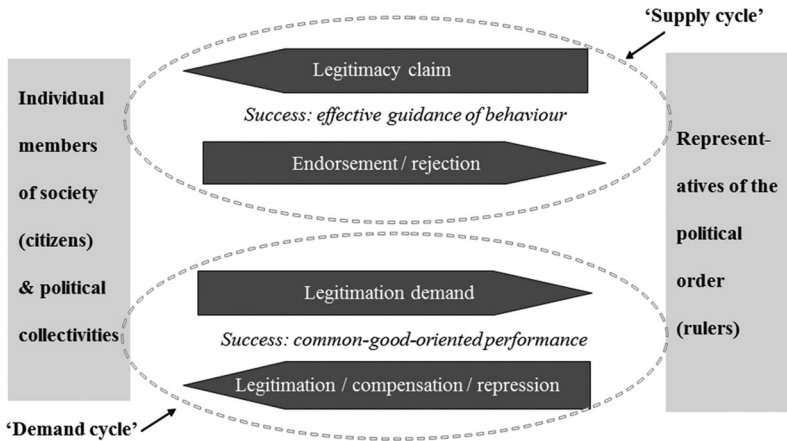 ‘Supply cycle’
Individual
members
of society
(citizens)
& political
collectivities
Legitimacy claim
Success: effective guidance of behaviour
Endorsement / rejection
Legitimation demand
Success: common-good-oriented performance
Legitimation / compensation / repression
Represent-
atives of the
political
order
(rulers)
‘Demand cycle’